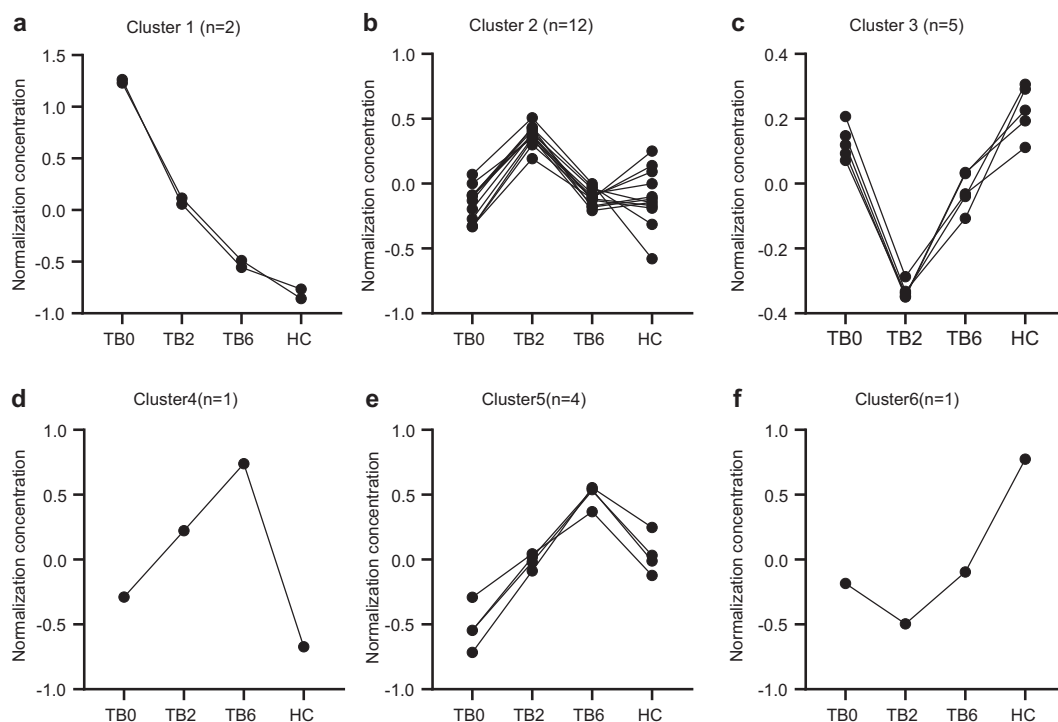 a
Cluster 1 (n=2)
Normalization concentration
1.5
1.0
0.5
0.0
-0.5
-1.0
TB0 TB2 TB6 HC
b
Cluster 2 (n=12)
Normalization concentration
1.0
0.5
0.0
-0.5
-1.0
TB0 TB2 TB6 HC
c
Cluster 3 (n=5)
Normalization concentration
0.4
0.2
0.0
-0.2
-0.4
TB0 TB2 TB6 HC
d
Cluster4(n=1)
Normalization concentration
1.0
0.5
0.0
-0.5
-1.0
TB0 TB2 TB6 HC
e
Cluster5(n=4)
Normalization concentration
1.0
0.5
0.0
-0.5
-1.0
TB0 TB2 TB6 HC
f
Cluster6(n=1)
Normalization concentration
1.0
0.5
0.0
-0.5
-1.0
TB0 TB2 TB6 HC